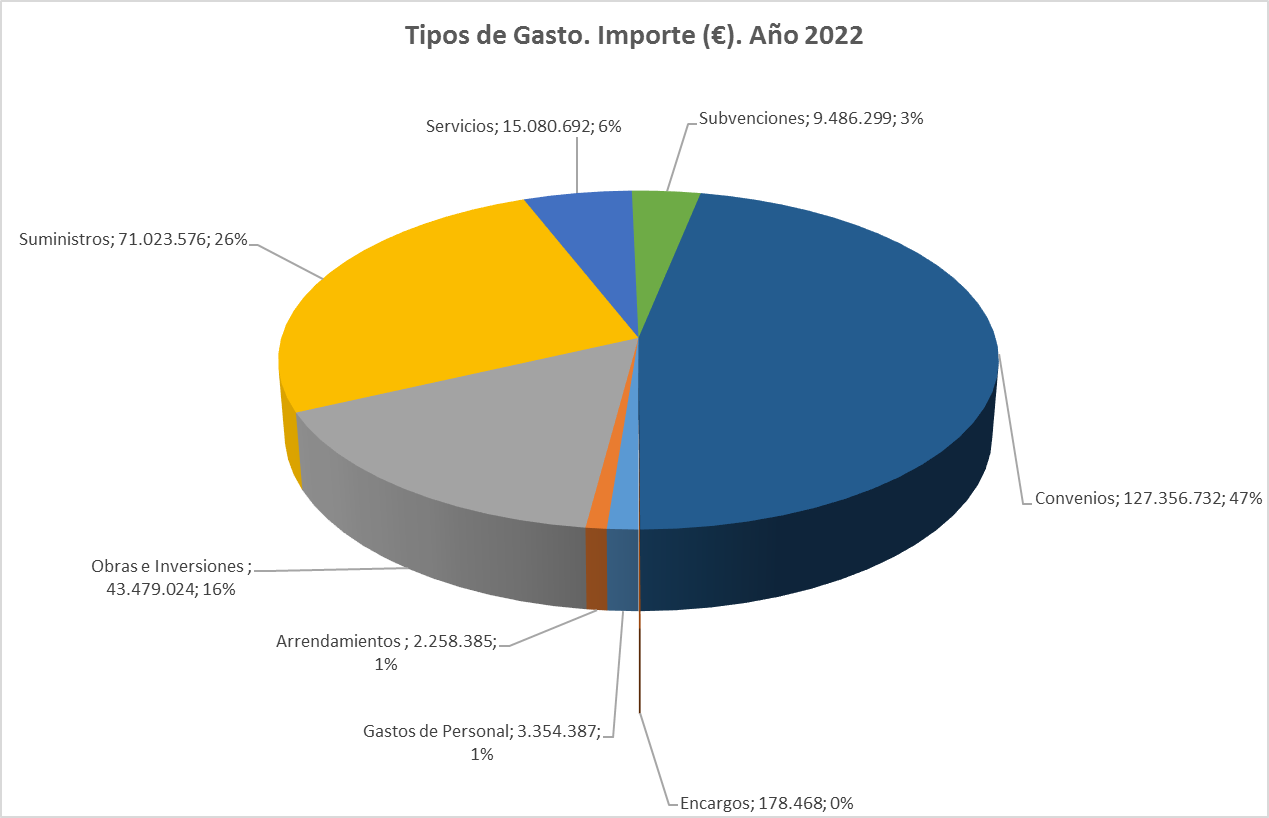 Tipos de Gasto. Importe (€). Año 2022
Subvenciones; 9.486.299; 3%
Servicios; 15.080.692; 6%
Suministros; 71.023.576; 26%
Convenios; 127.356.732; 47%
Obras e Inversiones ;
43.479.024; 16%
Arrendamientos ; 2.258.385;
1%
Gastos de Personal; 3.354.387;
1%
Encargos; 178.468; 0%